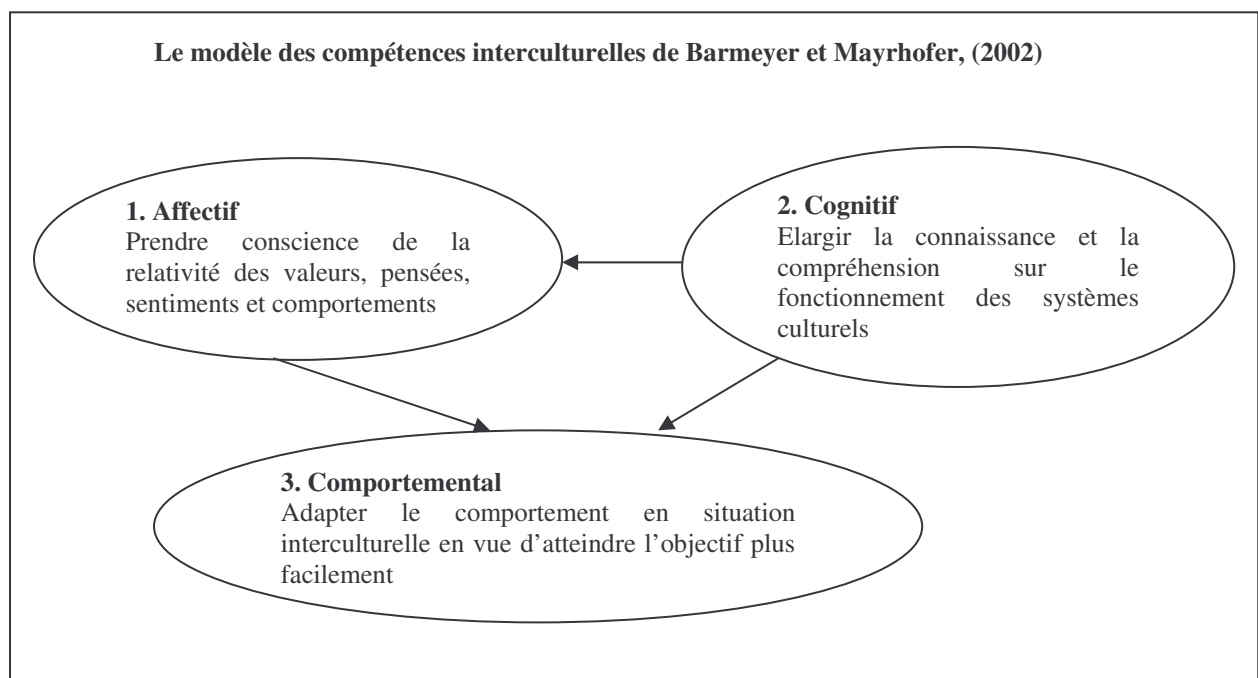 Le modèle des compétences interculturelles de Barmeyer et Mayrhofer, (2002)
1. Affectif
Prendre conscience de la
relativité des valeurs, pensées,
sentiments et comportements
2. Cognitif
Elargir la connaissance et la
compréhension sur le
fonctionnement des systèmes
culturels
3. Comportemental
Adapter le comportement en situation
interculturelle en vue d’atteindre l’objectif plus
facilement